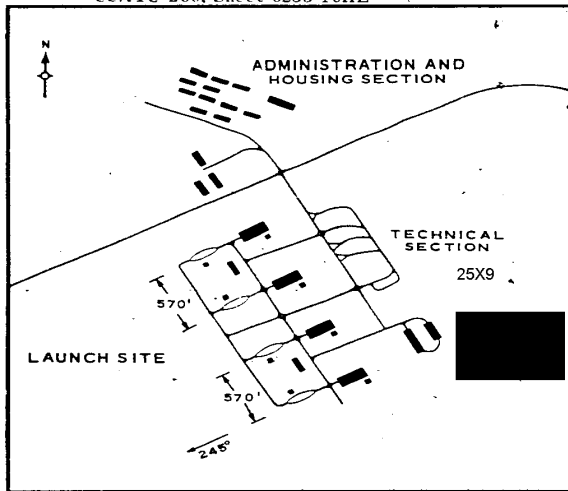 N
ADMINISTRATION AND
HOUSING SECTION
TECHNICAL
SECTION
25X9
570'
LAUNCH SITE
570'
245°